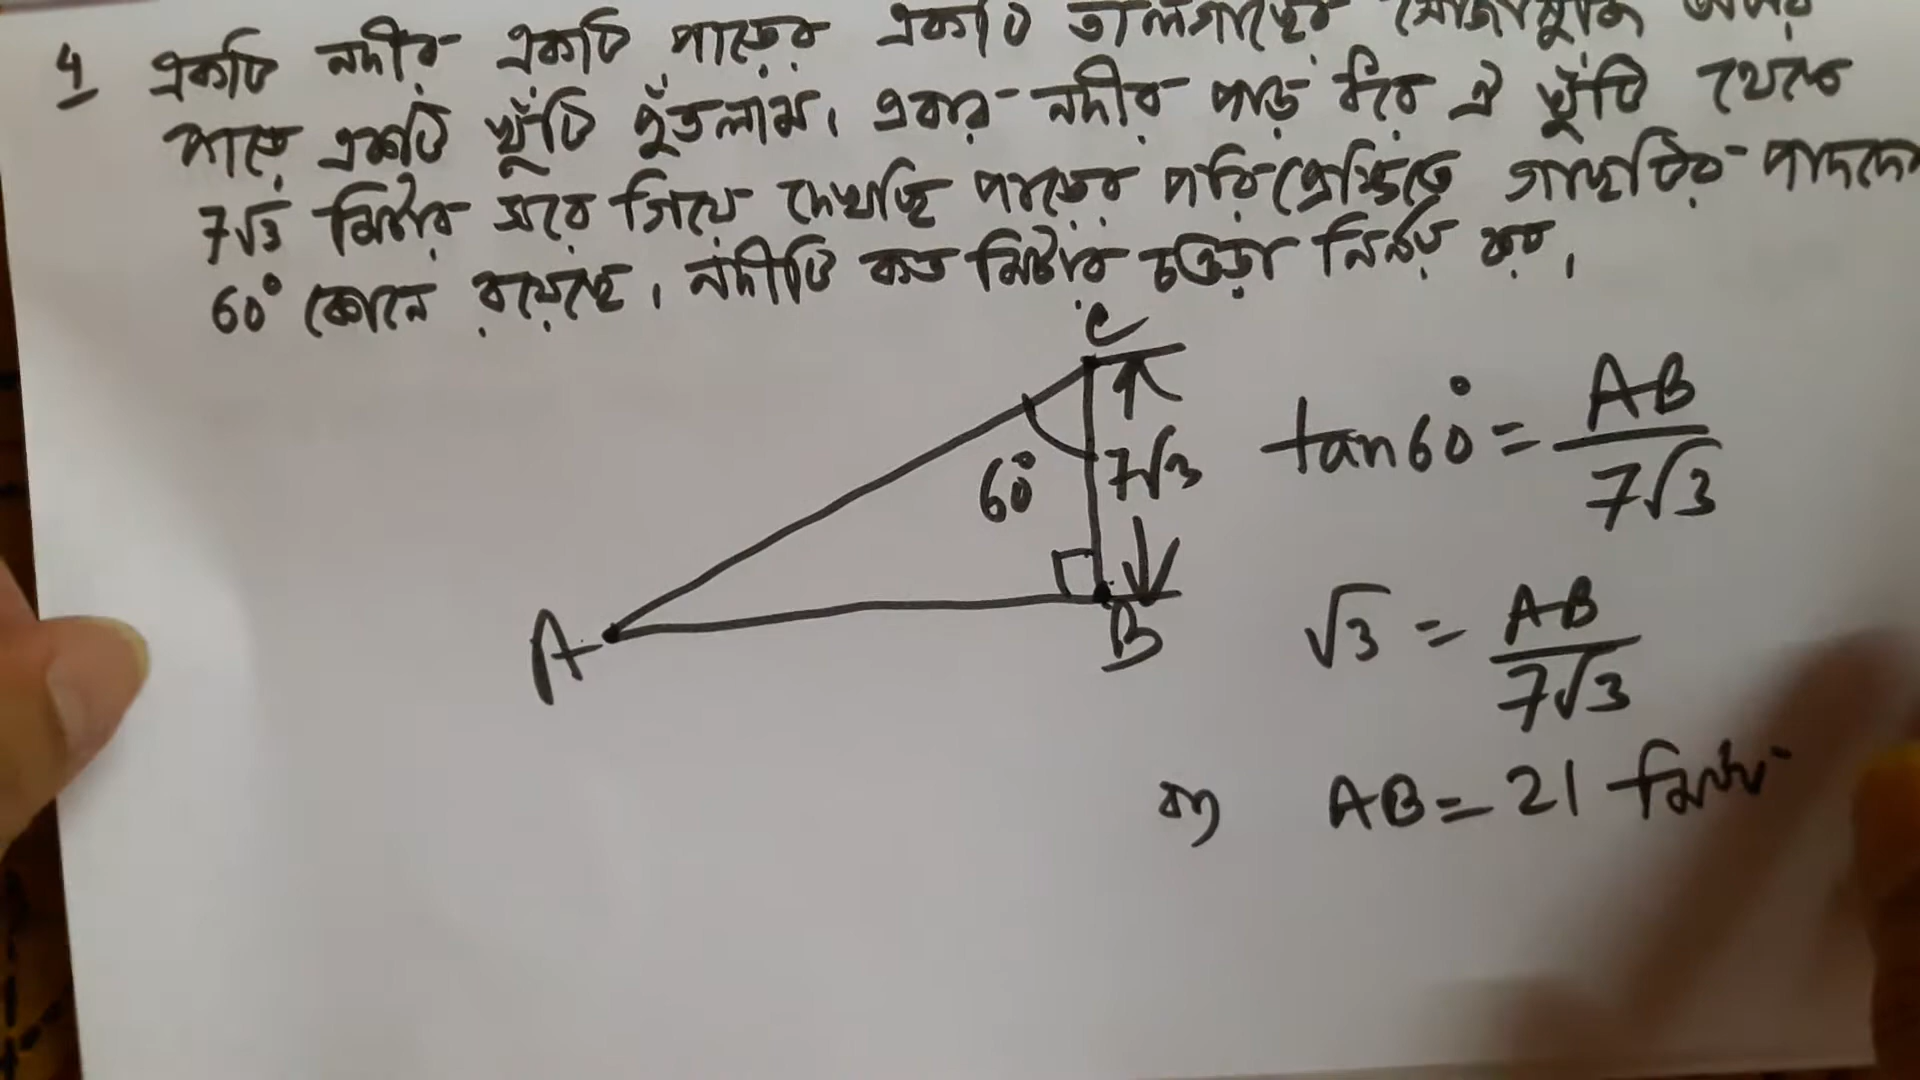 4 একটি নদীর একটি পাড়ের একটি তালগাছের সোজাসুজি অপর
পাড়ে একটি খুঁটি পুঁতলাম। এবার নদীর পাড় ধরে ঐ খুঁটি থেকে
7√3 মিটার সরে গিয়ে দেখছি পাড়ের পরিপ্রেক্ষিতে গাছটির পাদদে
60° কোনে রয়েছে। নদীটি কত মিটার চওড়া নির্ণয় কর।
C
60°
7√3
A
B
tan60° = AB/7√3
√3 = AB/7√3
বা AB = 21 মিটার